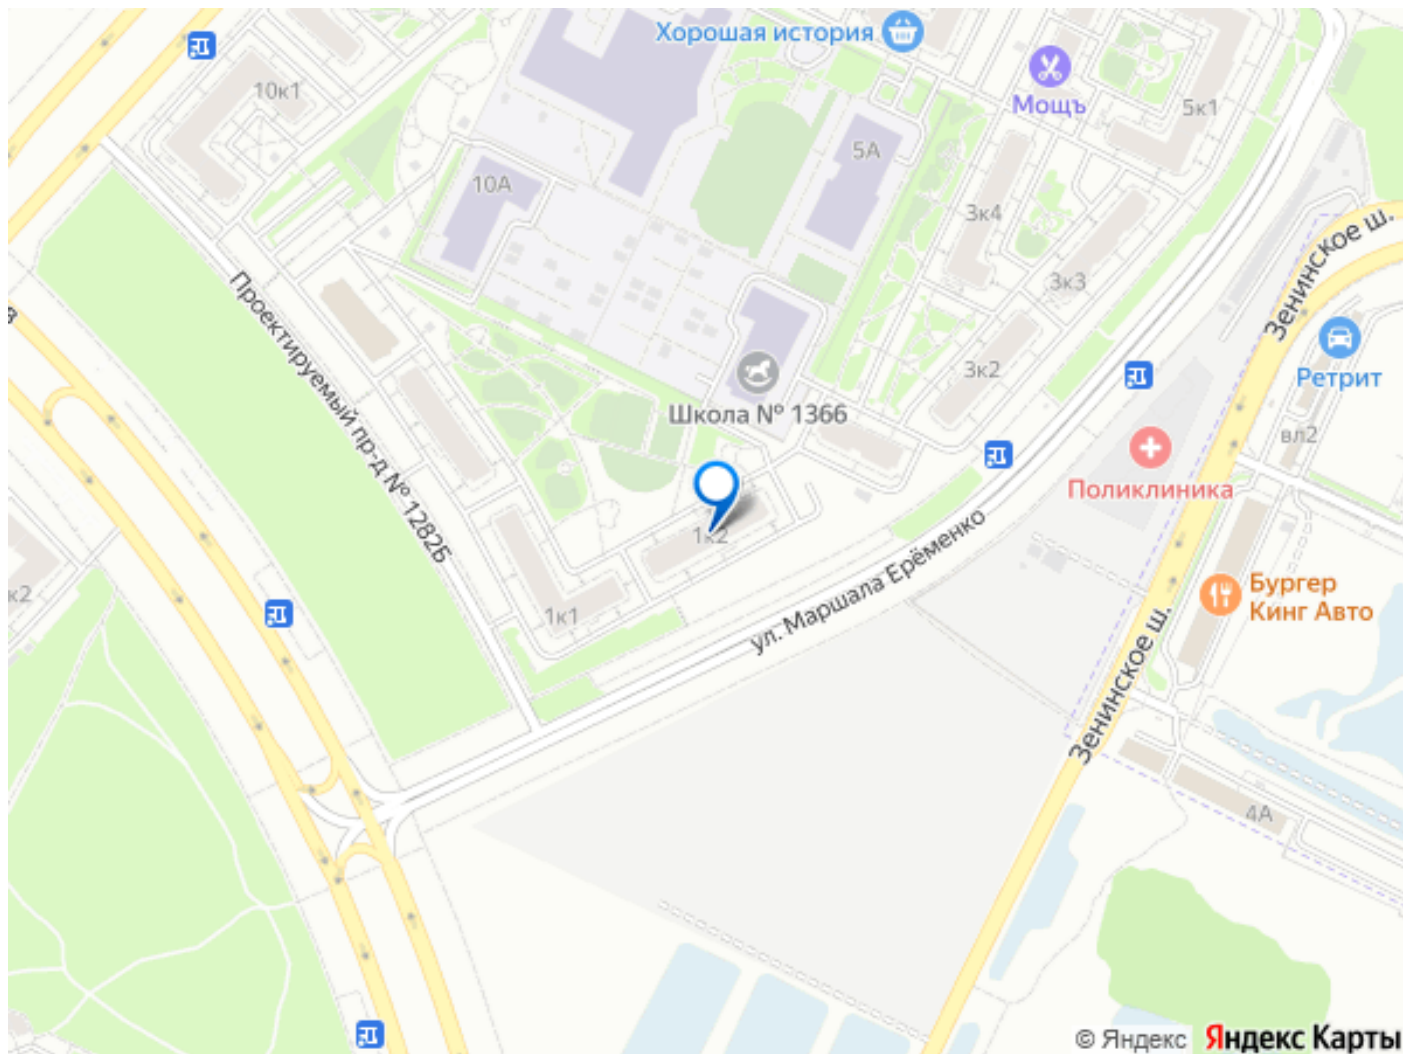 Хорошая история
10к1
Мощъ
5к1
5А
10А
3к4
Зенинское ш.
3к3
Проектируемый пр-д № 1282Б
в
Ретрит
3к2
Школа № 1366
вл2
Поликлиника
1к2
ул. Маршала Ерёменко
Бургер
Кинг Авто
к2
1к1
Зенинское ш.
4А
© Яндекс Яндекс Карты